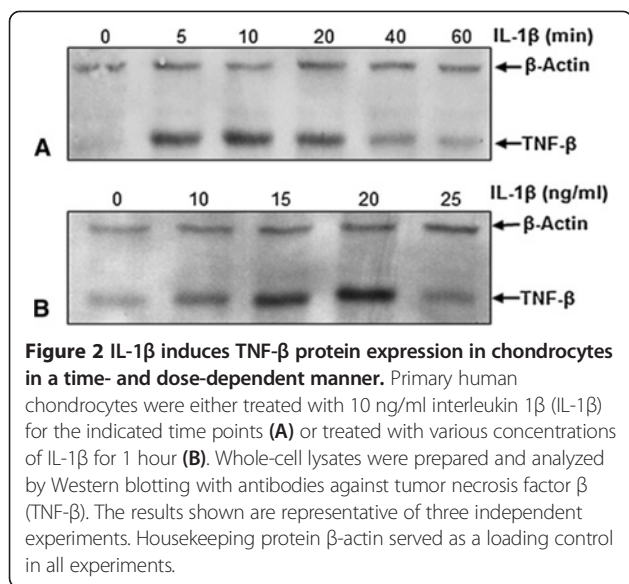 0 5 10 20 40 60 IL-1β (min)
β-Actin
TNF-β
A
0 10 15 20 25 IL-1β (ng/ml)
β-Actin
TNF-β
B
Figure 2 IL-1β induces TNF-β protein expression in chondrocytes
in a time- and dose-dependent manner. Primary human
chondrocytes were either treated with 10 ng/ml interleukin 1β (IL-1β)
for the indicated time points (A) or treated with various concentrations
of IL-1β for 1 hour (B). Whole-cell lysates were prepared and analyzed
by Western blotting with antibodies against tumor necrosis factor β
(TNF-β). The results shown are representative of three independent
experiments. Housekeeping protein β-actin served as a loading control
in all experiments.